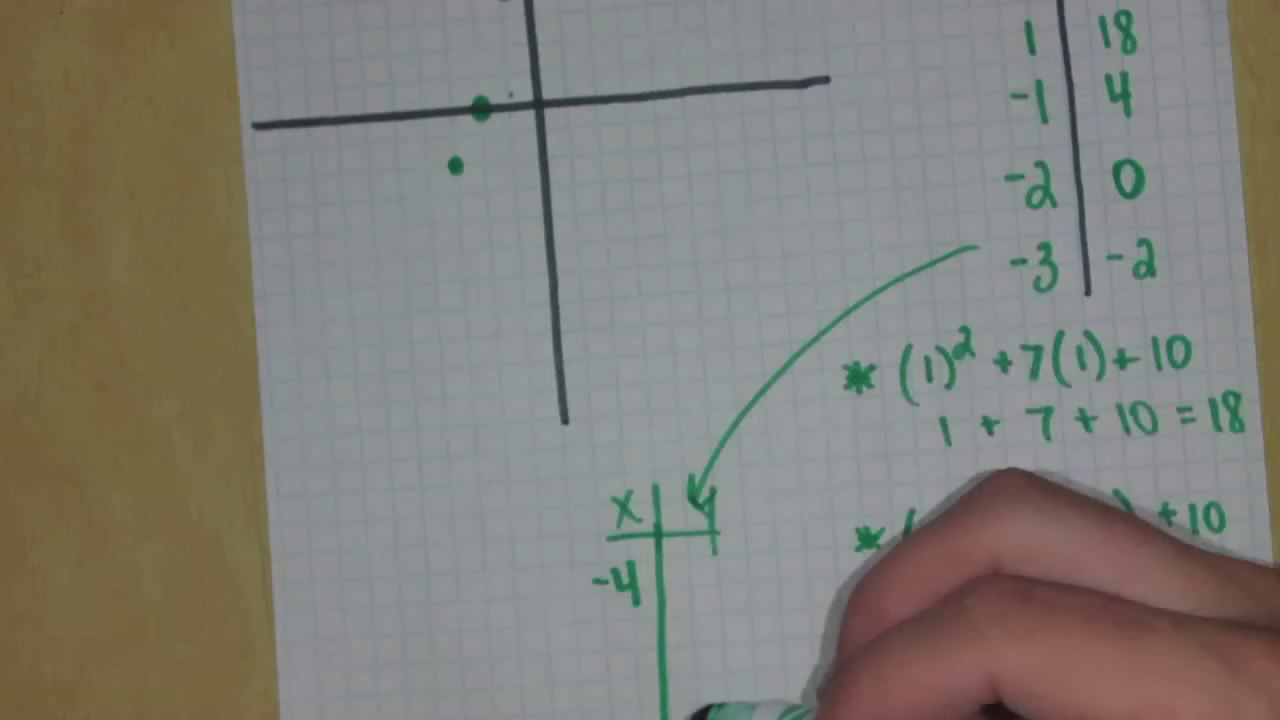 1 18
-1 4
-2 0
-3 -2
* (1)² + 7(1) + 10
1 + 7 + 10 = 18
* ( ) + 10
x y
-4